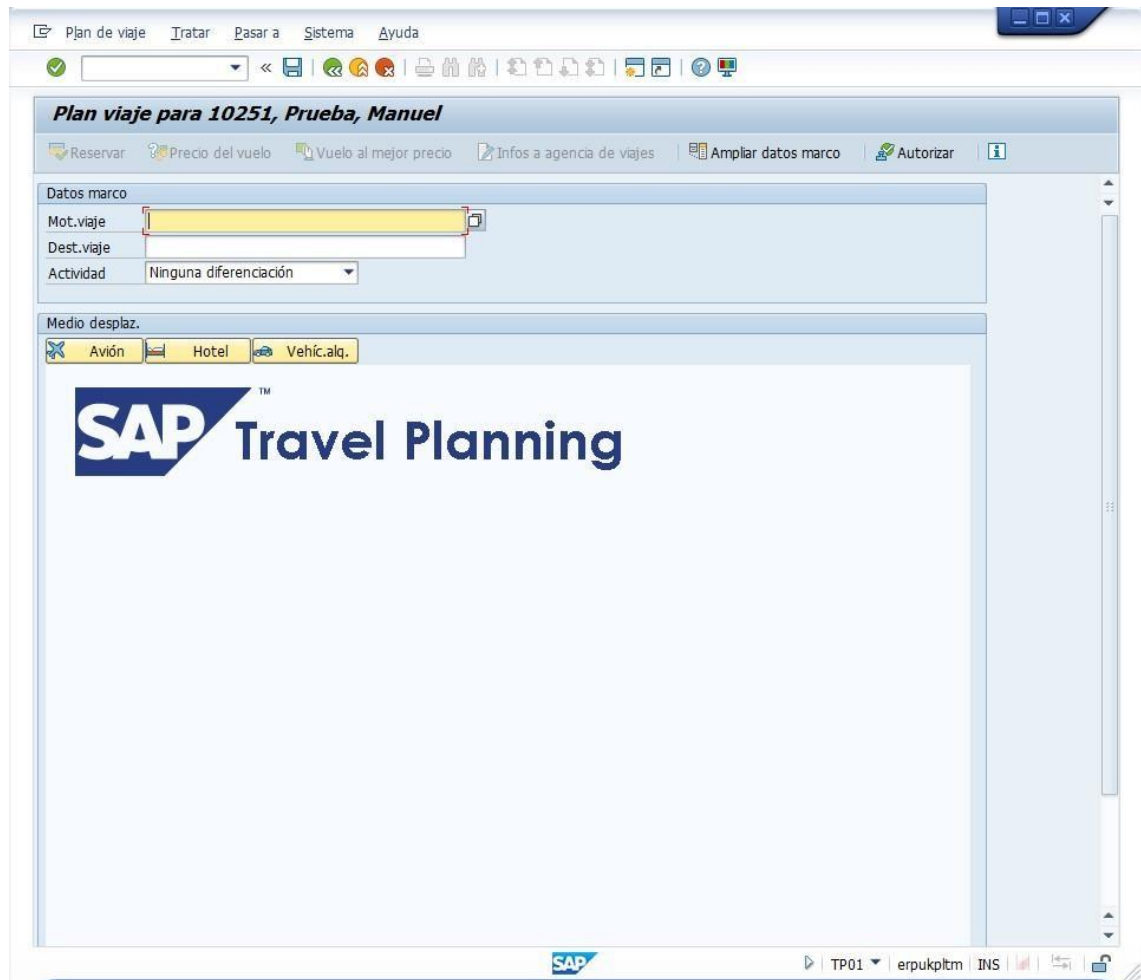 Plan de viaje Tratar Pasar a Sistema Ayuda
Plan viaje para 10251, Prueba, Manuel
Reservar Precio del vuelo Vuelo al mejor precio Infos a agencia de viajes Ampliar datos marco Autorizar
Datos marco
Mot.viaje
Dest.viaje
Actividad Ninguna diferenciación
Medio desplaz.
Avión Hotel Vehíc.alq.
SAP™ Travel Planning
SAP TP01 erpukpltm INS